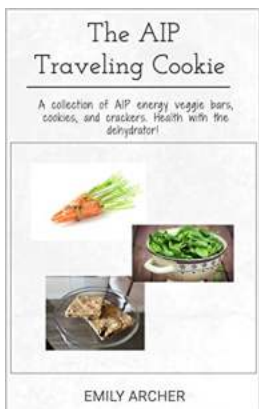 The AIP
Traveling Cookie
A collection of AIP energy veggie bars,
cookies, and crackers. Health with the
dehydrator!
EMILY ARCHER